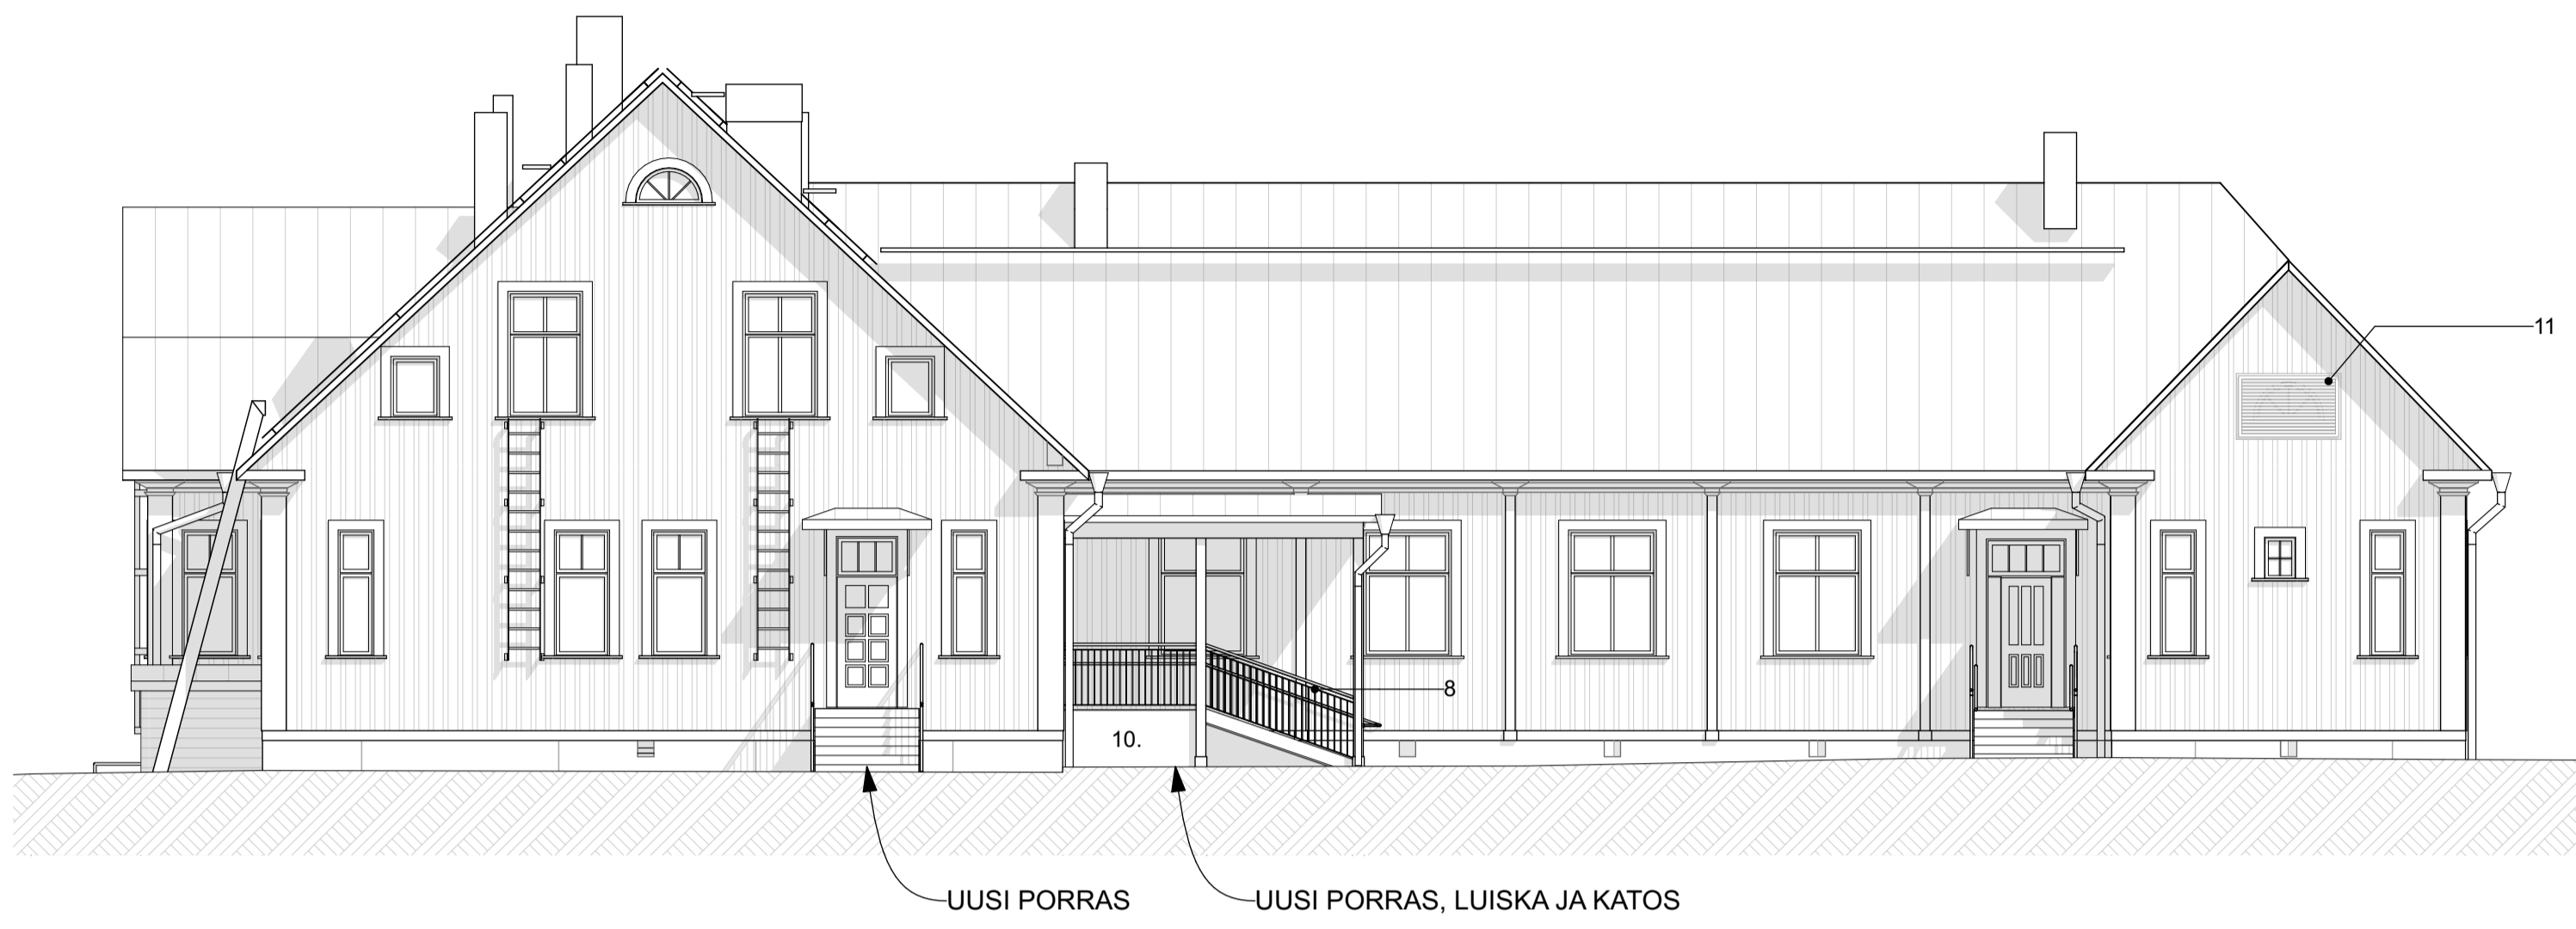 11
8
10.
UUSI PORRAS
UUSI PORRAS, LUISKA JA KATOS